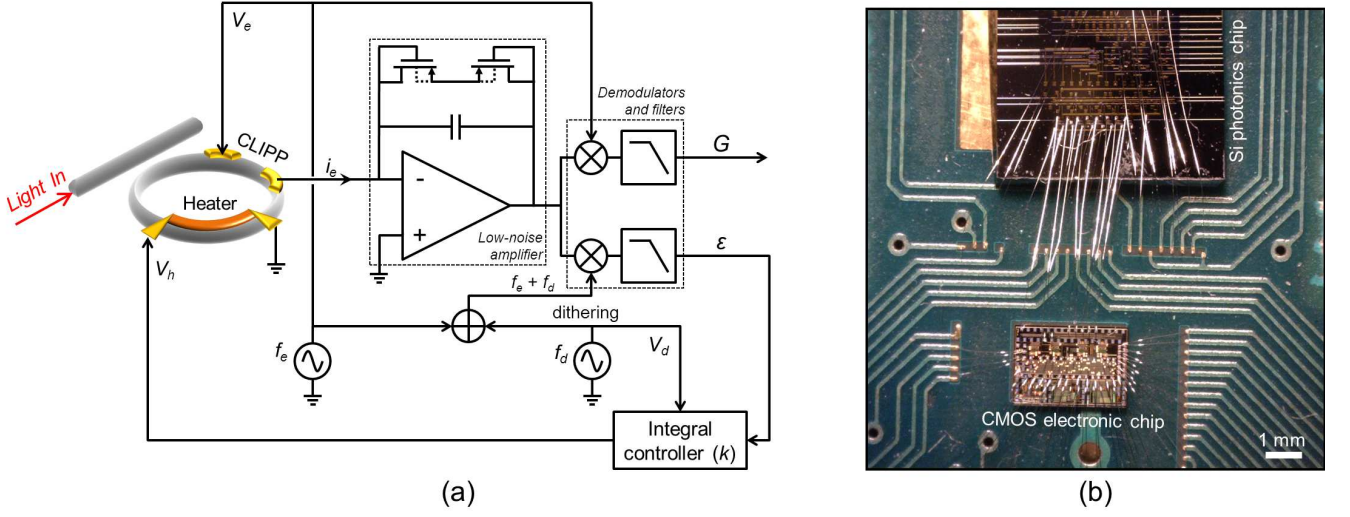 V_e
CLIPP
Light In
Heater
V_h
i_e
-
+
Low-noise
amplifier
Demodulators
and filters
G
ε
f_e + f_d
dithering
f_e
f_d
V_d
Integral
controller (k)
(a)
Si photonics chip
CMOS electronic chip
1 mm
(b)